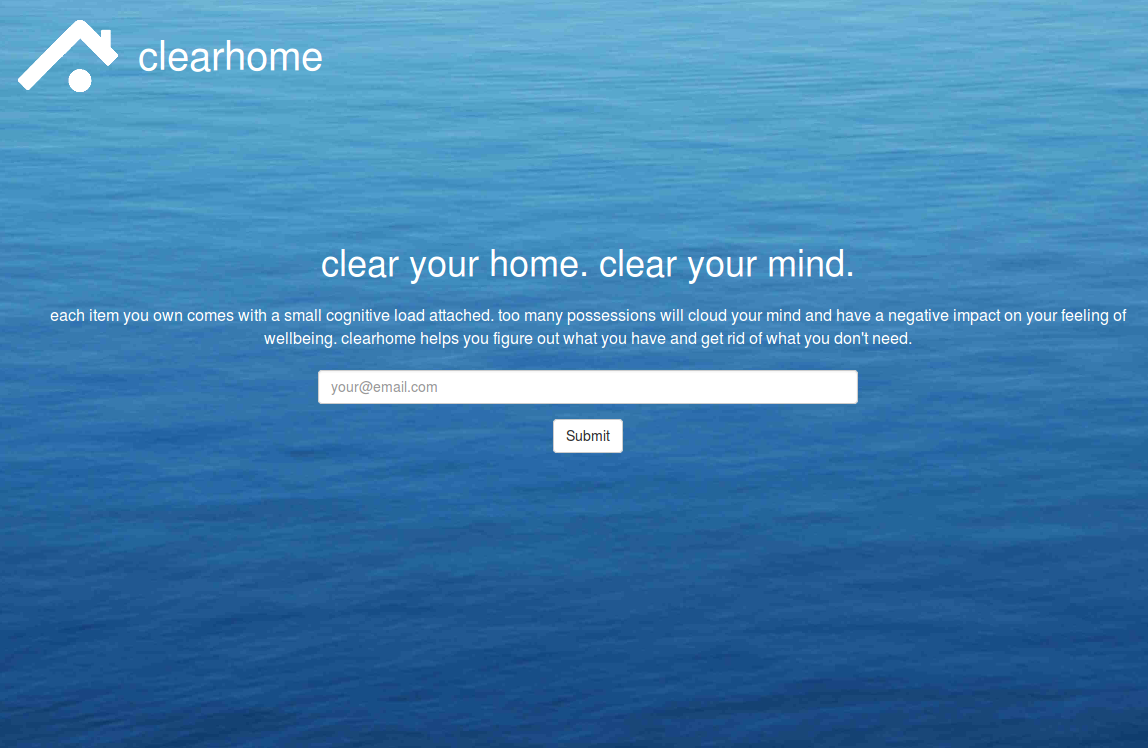 clearhome
clear your home. clear your mind.
each item you own comes with a small cognitive load attached. too many possessions will cloud your mind and have a negative impact on your feeling of
wellbeing. clearhome helps you figure out what you have and get rid of what you don't need.
your@email.com
Submit